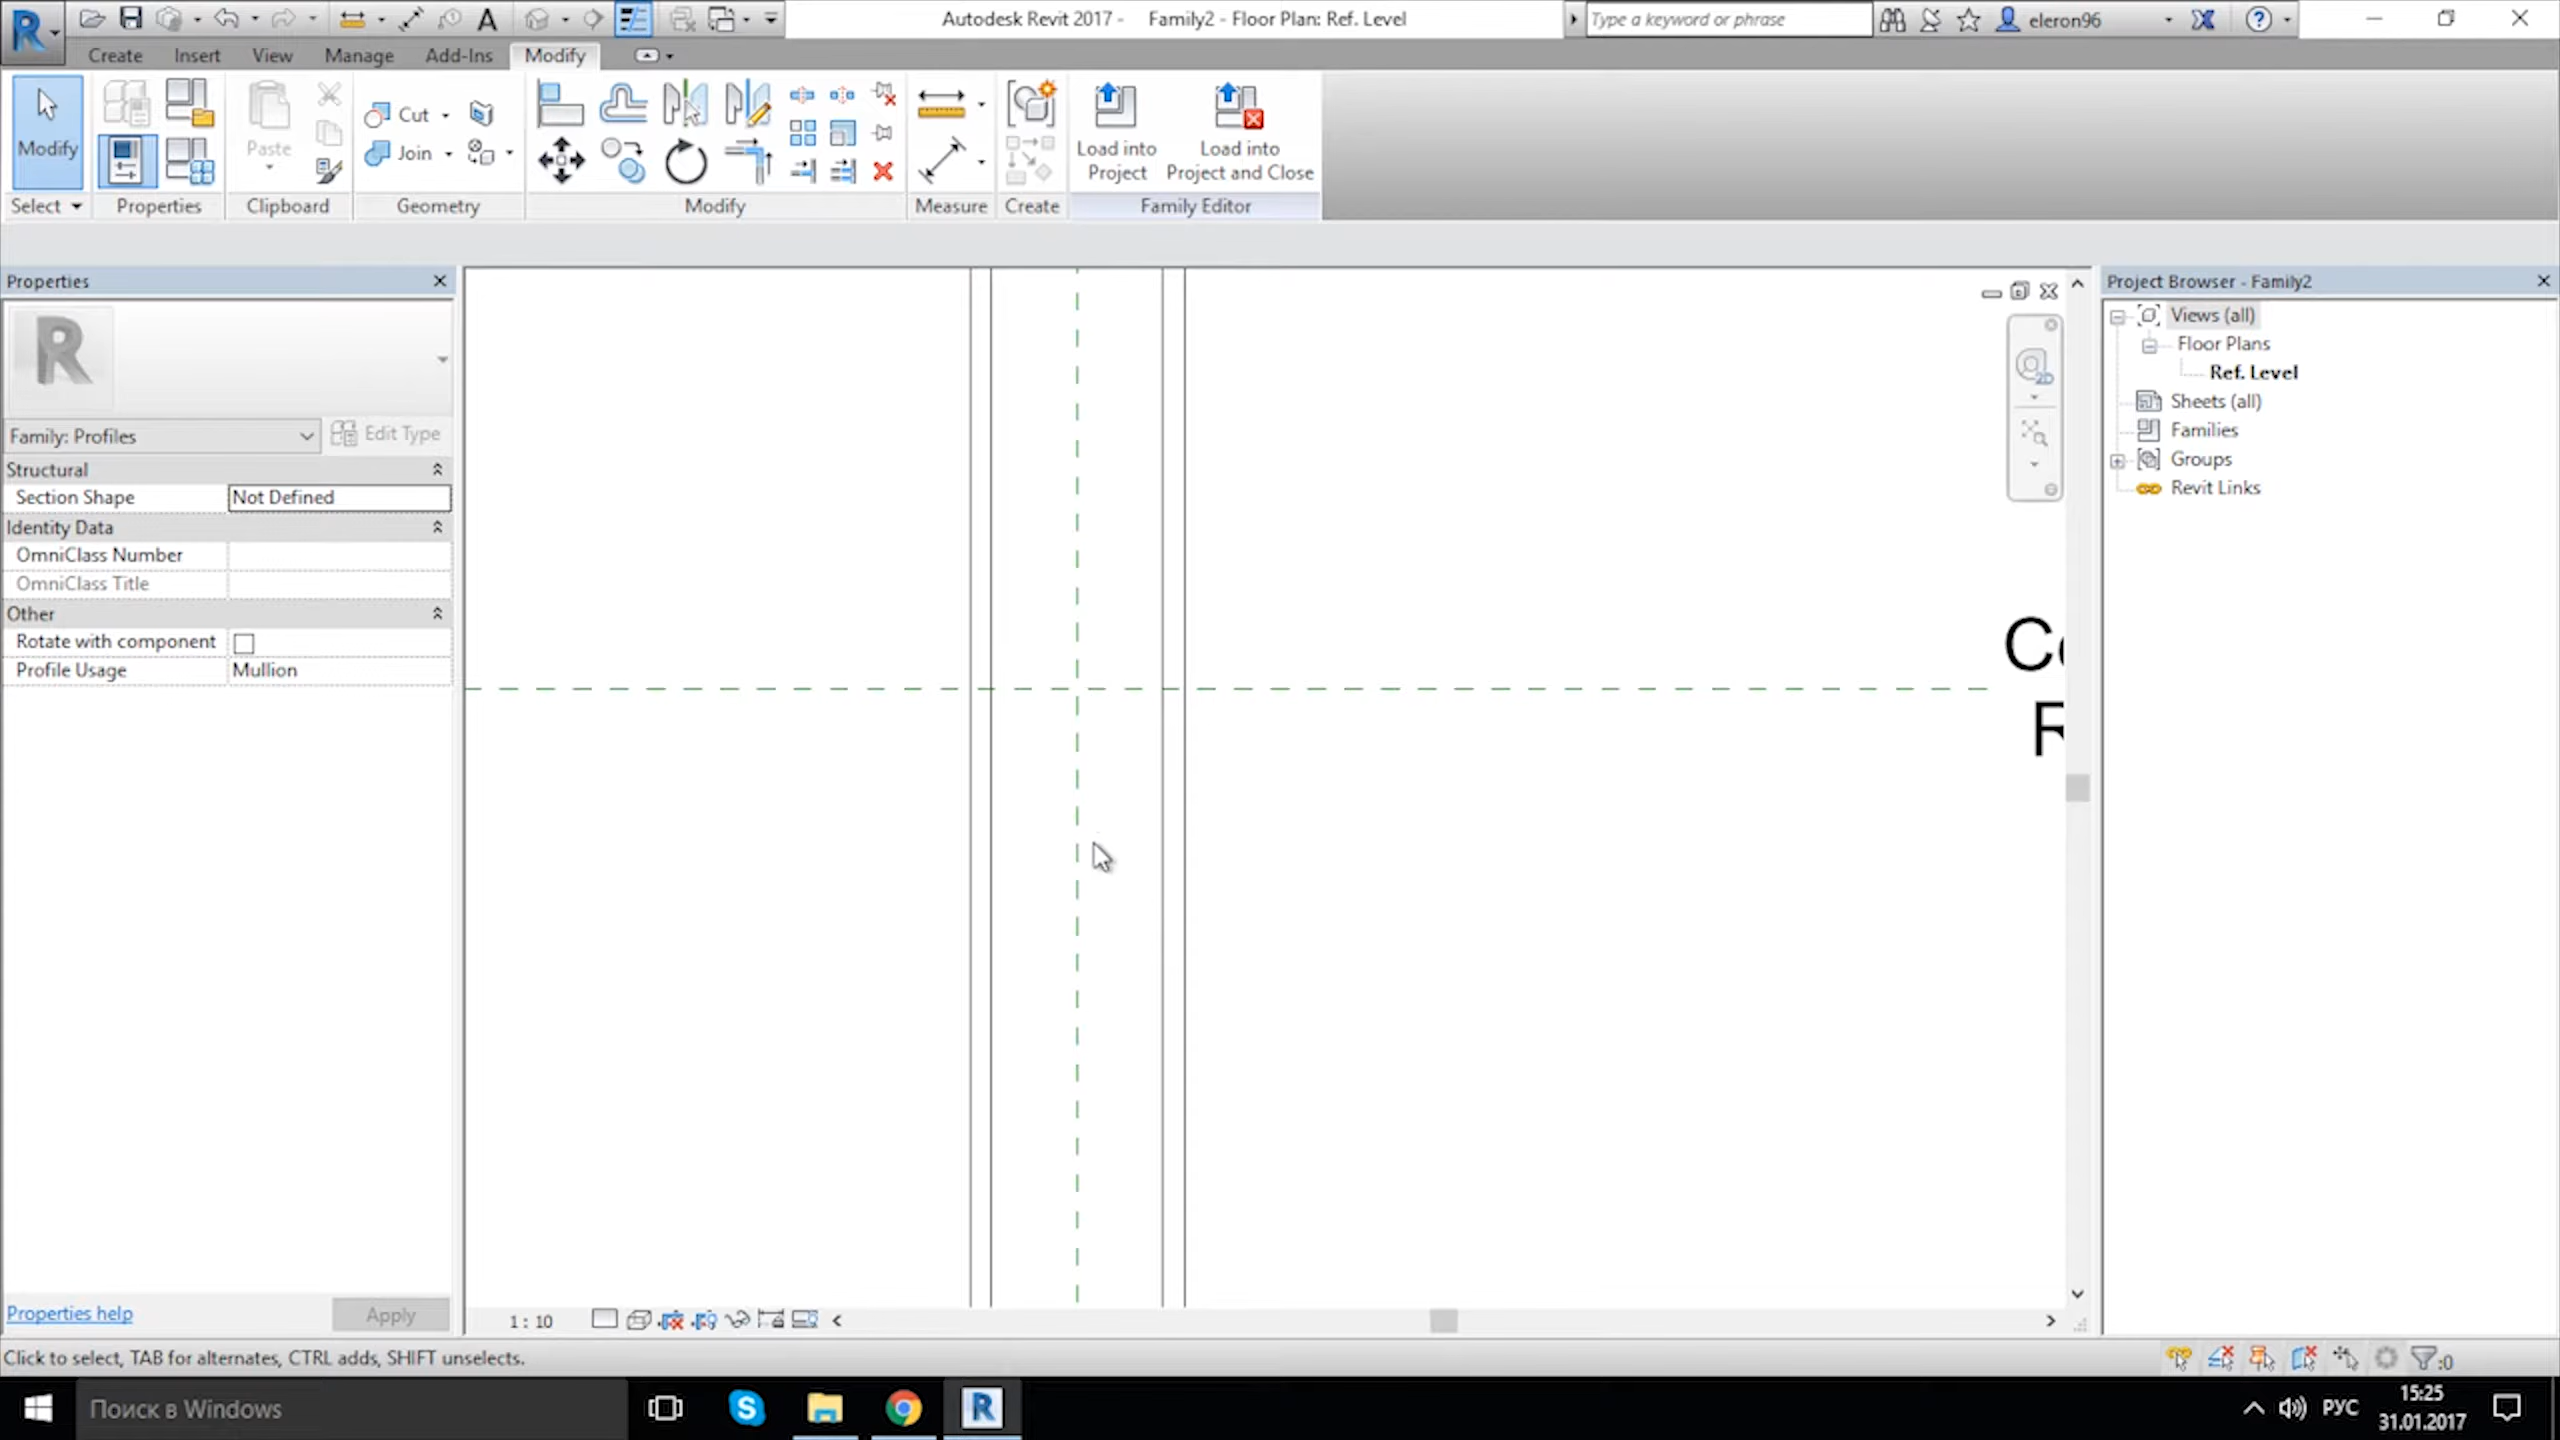 Autodesk Revit 2017 - Family2 - Floor Plan: Ref. Level
Type a keyword or phrase
eleron96
Create Insert View Manage Add-Ins Modify
Modify
Paste
Cut
Join
Load into Project
Load into Project and Close
Select Properties Clipboard Geometry Modify Measure Create Family Editor
Properties
Family: Profiles
Edit Type
Structural
Section Shape Not Defined
Identity Data
OmniClass Number
OmniClass Title
Other
Rotate with component
Profile Usage Mullion
Properties help
Apply
2D
1 : 10
Project Browser - Family2
Views (all)
Floor Plans
Ref. Level
Sheets (all)
Families
Groups
Revit Links
Click to select, TAB for alternates, CTRL adds, SHIFT unselects.
:0
Поиск в Windows
РУС
15:25
31.01.2017